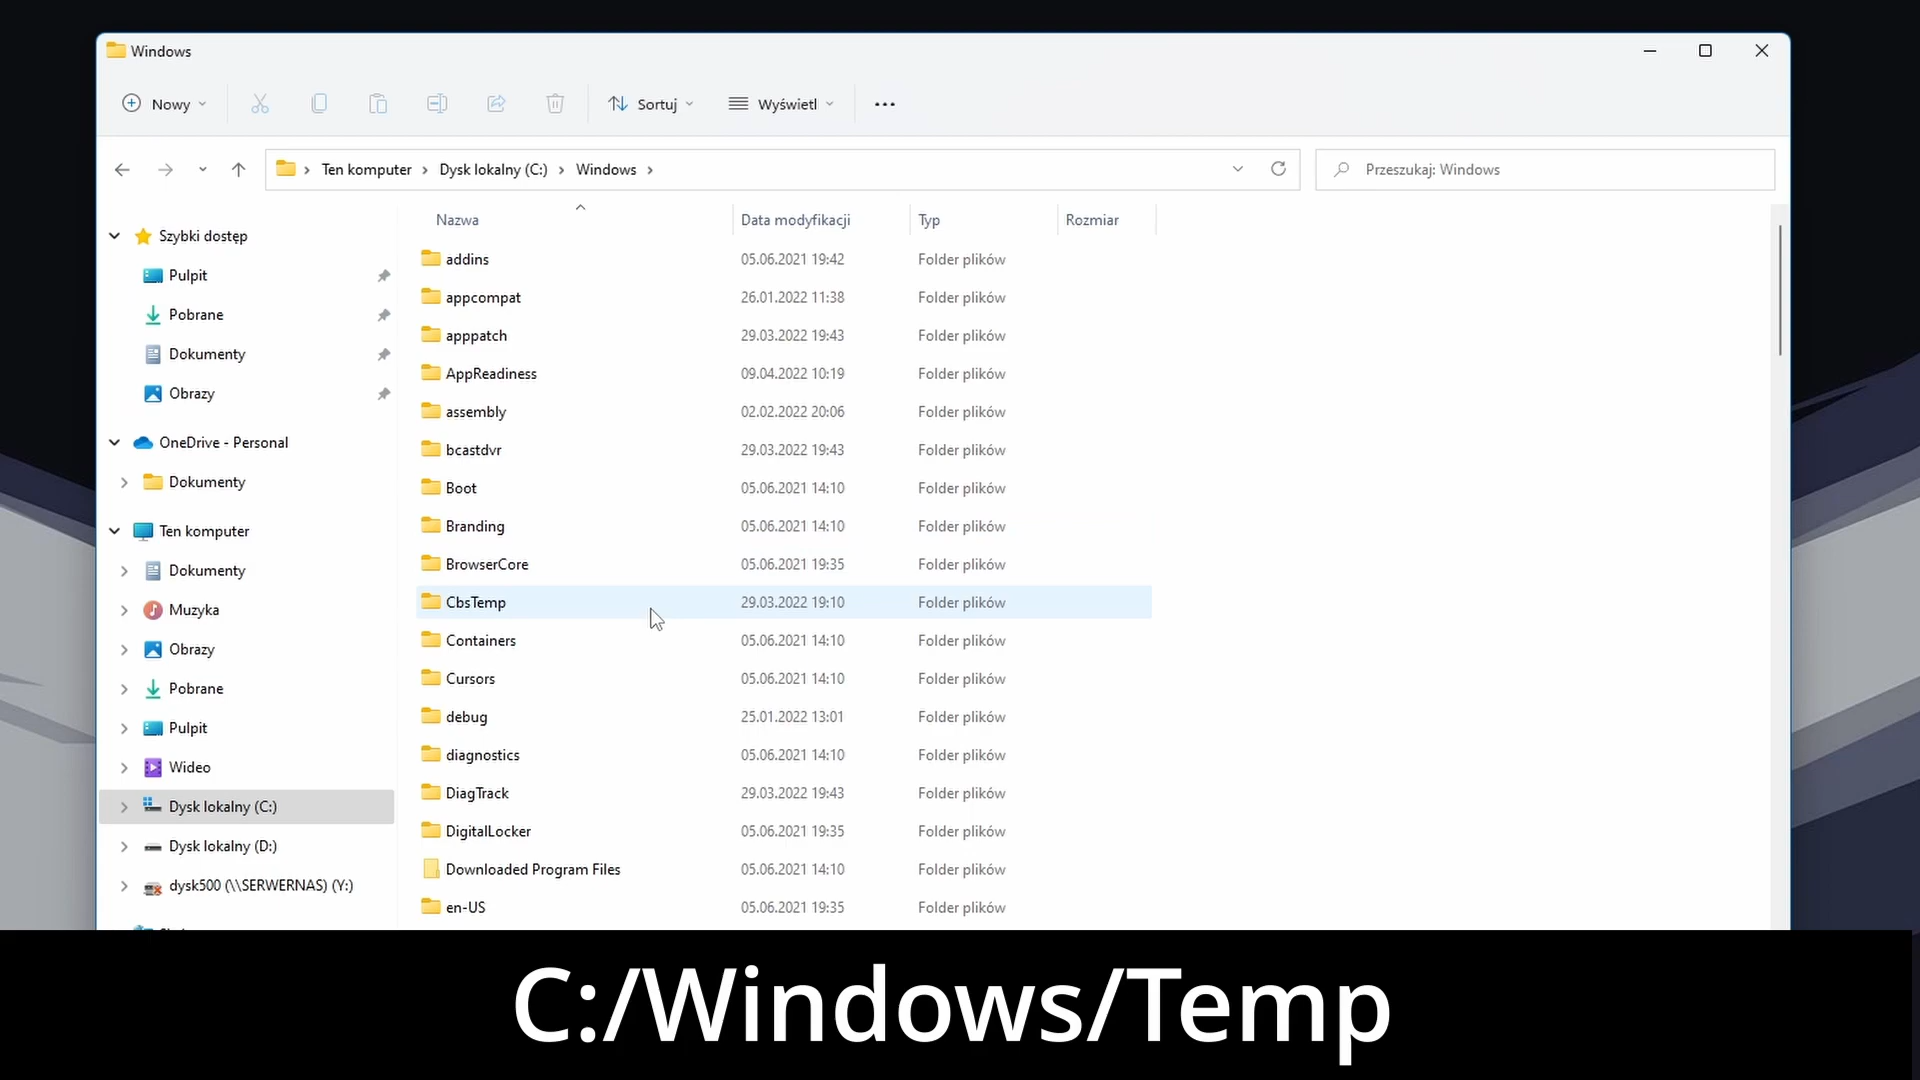 Windows
Nowy
Sortuj
Wyświetl
Ten komputer
Dysk lokalny (C:)
Windows
Przeszukaj: Windows
Szybki dostęp
Pulpit
Pobrane
Dokumenty
Obrazy
OneDrive - Personal
Dokumenty
Ten komputer
Dokumenty
Muzyka
Obrazy
Pobrane
Pulpit
Wideo
Dysk lokalny (C:)
Dysk lokalny (D:)
dysk500 (\\SERWERNAS) (Y:)
Nazwa Data modyfikacji Typ Rozmiar
addins 05.06.2021 19:42 Folder plików
appcompat 26.01.2022 11:38 Folder plików
apppatch 29.03.2022 19:43 Folder plików
AppReadiness 09.04.2022 10:19 Folder plików
assembly 02.02.2022 20:06 Folder plików
bcastdvr 29.03.2022 19:43 Folder plików
Boot 05.06.2021 14:10 Folder plików
Branding 05.06.2021 14:10 Folder plików
BrowserCore 05.06.2021 19:35 Folder plików
CbsTemp 29.03.2022 19:10 Folder plików
Containers 05.06.2021 14:10 Folder plików
Cursors 05.06.2021 14:10 Folder plików
debug 25.01.2022 13:01 Folder plików
diagnostics 05.06.2021 14:10 Folder plików
DiagTrack 29.03.2022 19:43 Folder plików
DigitalLocker 05.06.2021 19:35 Folder plików
Downloaded Program Files 05.06.2021 14:10 Folder plików
en-US 05.06.2021 19:35 Folder plików
C:/Windows/Temp